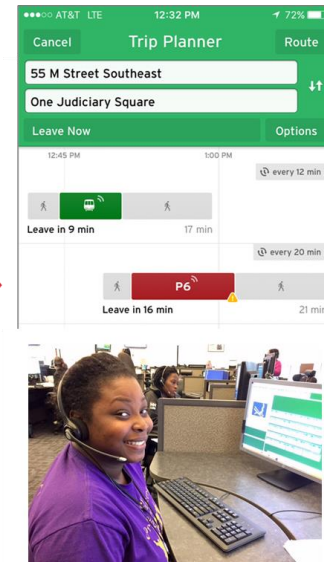 AT&T LTE 12:32 PM 72%
Cancel Trip Planner Route
55 M Street Southeast
One Judiciary Square
Leave Now Options
12:45 PM 1:00 PM
every 12 min
Leave in 9 min 17 min
every 20 min
P6
Leave in 16 min 21 min